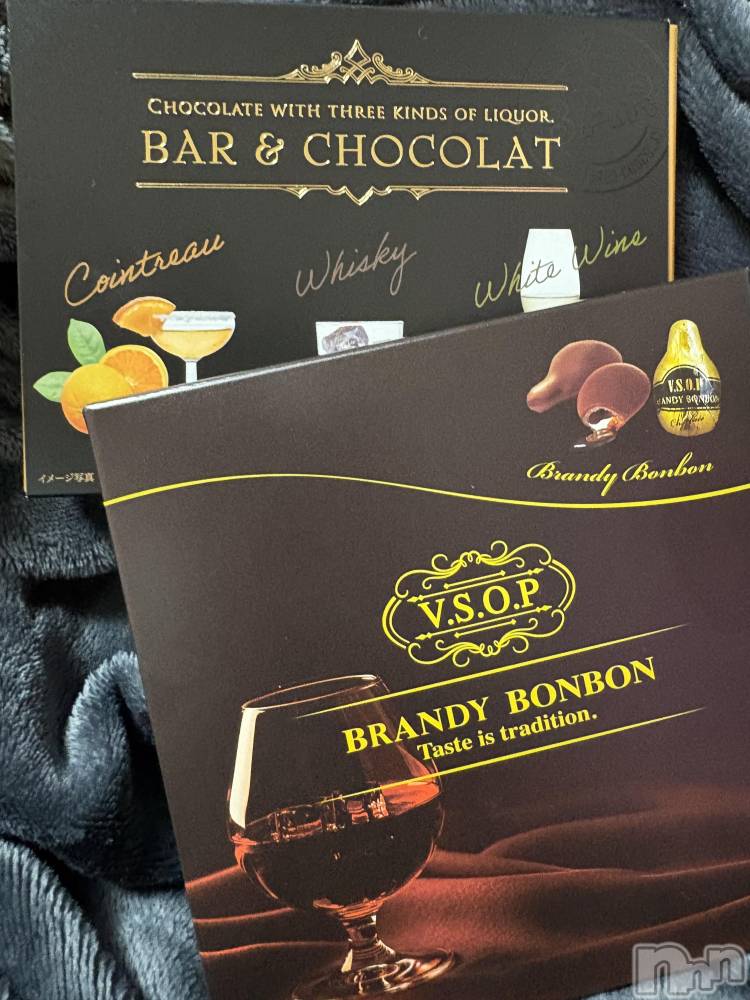 CHOCOLATE WITH THREE KINDS OF LIQUOR.
BAR & CHOCOLAT
Cointreau
Whisky
White Wine
イメージ写真
V.S.O.P
BRANDY BONBON
Brandy Bonbon
V.S.O.P
BRANDY BONBON
Taste is tradition.
nnn